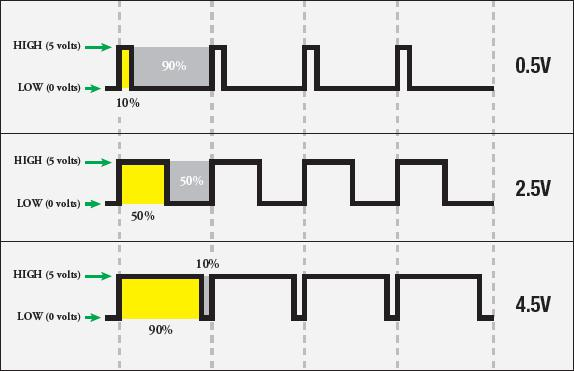 HIGH (5 volts)
90%
0.5V
LOW (0 volts)
10%
HIGH (5 volts)
50%
2.5V
LOW (0 volts)
50%
10%
HIGH (5 volts)
4.5V
LOW (0 volts)
90%